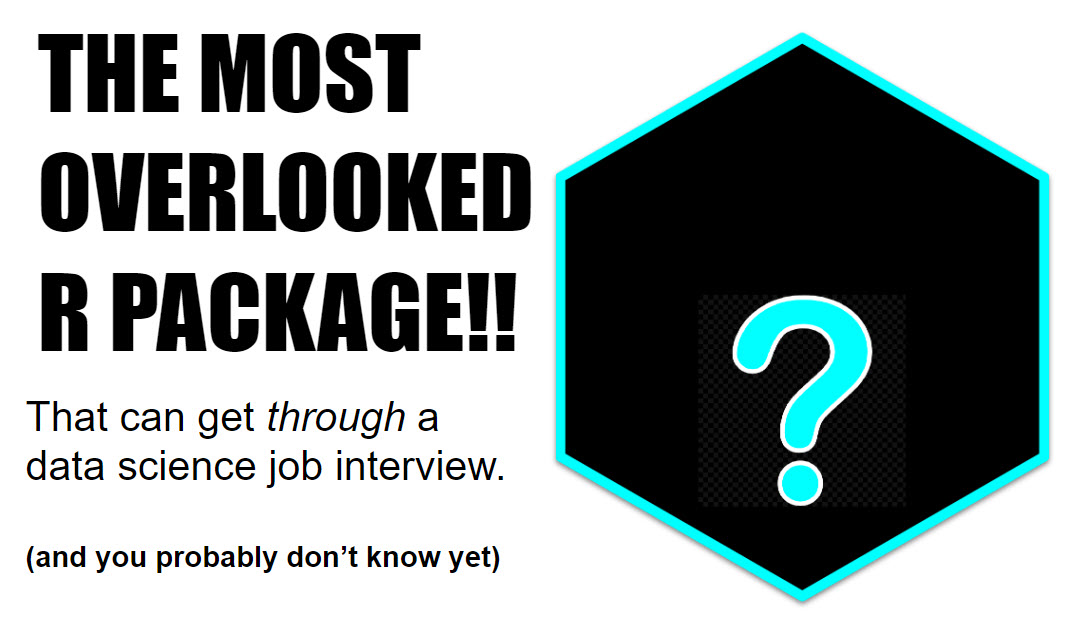 THE MOST
OVERLOOKED
R PACKAGE!!
That can get through a
data science job interview.
(and you probably don’t know yet)
?